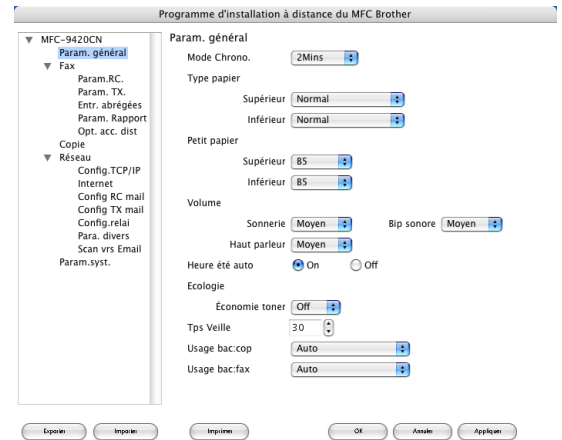 Programme d'installation à distance du MFC Brother
MFC-9420CN
Param. général
Fax
Param.RC.
Param. TX.
Entr. abrégées
Param. Rapport
Opt. acc. dist
Copie
Réseau
Config.TCP/IP
Internet
Config RC mail
Config TX mail
Config.relai
Para. divers
Scan vrs Email
Param.syst.
Param. général
Mode Chrono. 2Mins
Type papier
Supérieur Normal
Inférieur Normal
Petit papier
Supérieur B5
Inférieur B5
Volume
Sonnerie Moyen Bip sonore Moyen
Haut parleur Moyen
Heure été auto On Off
Ecologie
Économie toner Off
Tps Veille 30
Usage bac:cop Auto
Usage bac:fax Auto
Exporter Importer Imprimer OK Annuler Appliquer